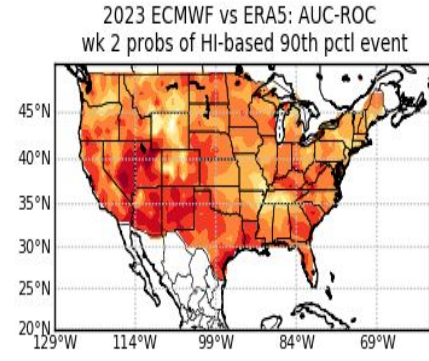 2023 ECMWF vs ERA5: AUC-ROC
wk 2 probs of HI-based 90th pctl event
45°N
40°N
35°N
30°N
25°N
20°N
129°W 114°W 99°W 84°W 69°W